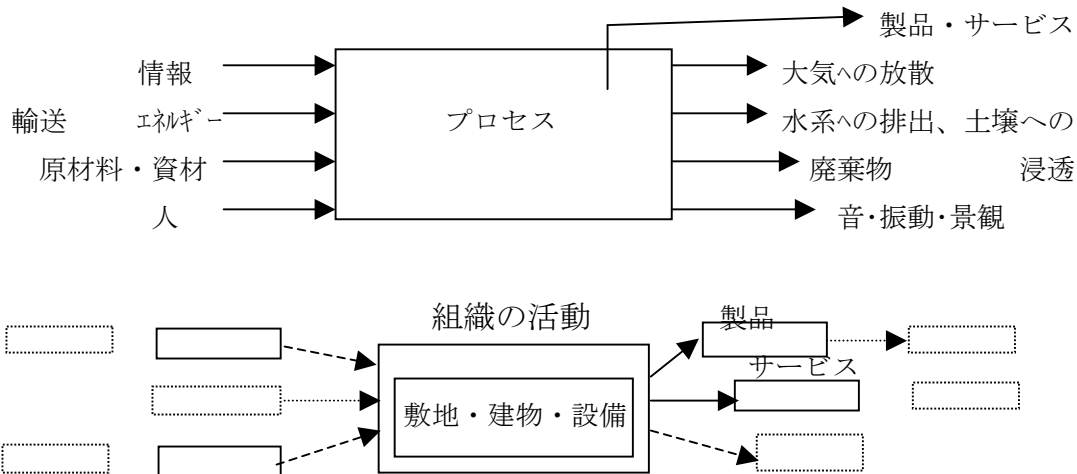 製品・サービス
情報
大気への放散
輸送 エネルギー
プロセス
水系への排出、土壌への
原材料・資材
廃棄物 浸透
人
音・振動・景観
組織の活動
製品
サービス
敷地・建物・設備